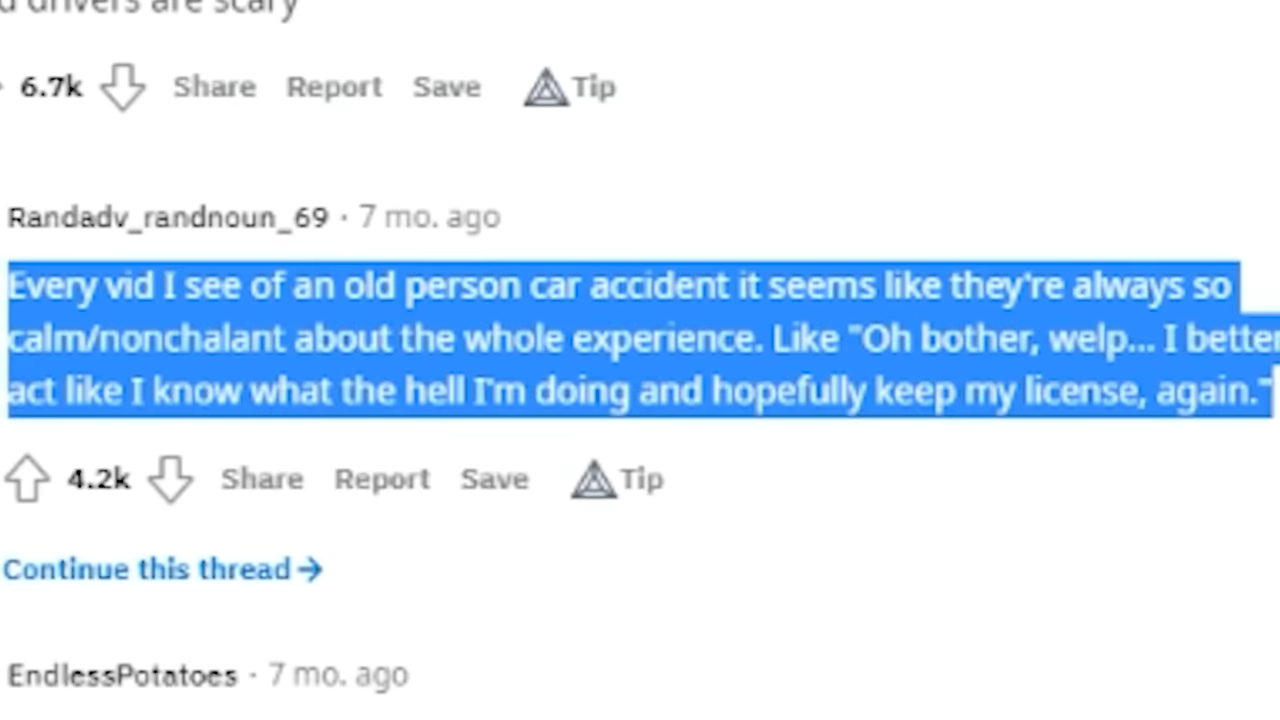 d drivers are scary
6.7k Share Report Save Tip
Randadv_randnoun_69 · 7 mo. ago
Every vid I see of an old person car accident it seems like they're always so
calm/nonchalant about the whole experience. Like "Oh bother, welp... I better
act like I know what the hell I'm doing and hopefully keep my license, again."
4.2k Share Report Save Tip
Continue this thread →
EndlessPotatoes · 7 mo. ago